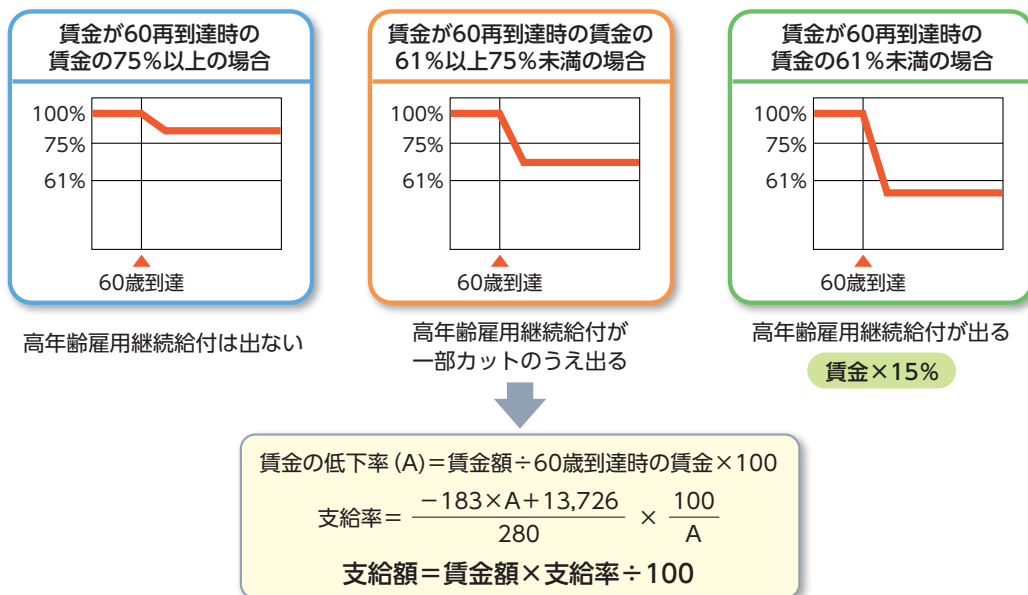 賃金が60再到達時の
賃金の75%以上の場合
100%
75%
61%
60歳到達
高年齢雇用継続給付は出ない
賃金が60再到達時の賃金の
61%以上75%未満の場合
100%
75%
61%
60歳到達
高年齢雇用継続給付が
一部カットのうえ出る
賃金が60再到達時の
賃金の61%未満の場合
100%
75%
61%
60歳到達
高年齢雇用継続給付が出る
賃金×15%
賃金の低下率(A)=賃金額÷60歳到達時の賃金×100
支給率= −183×A+13,726 / 280 × 100 / A
支給額=賃金額×支給率÷100